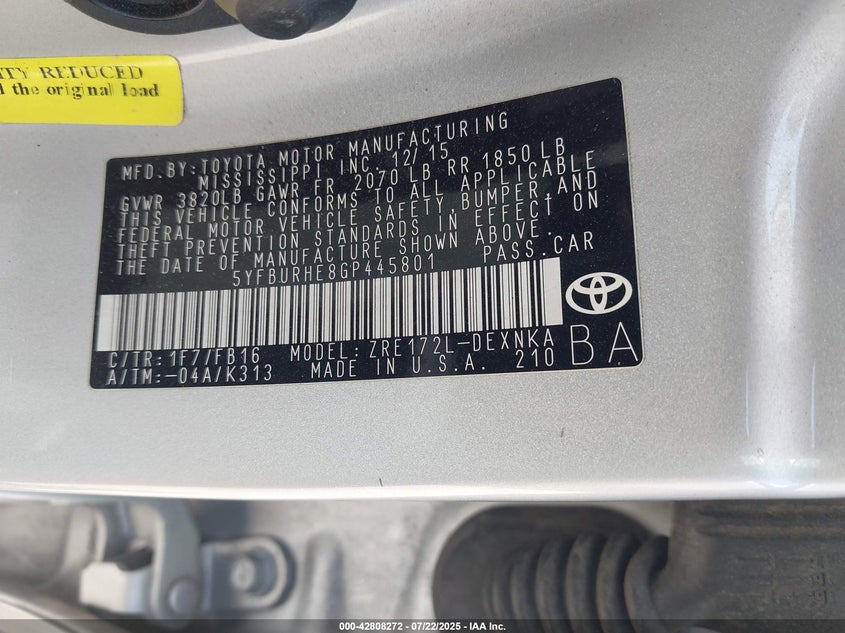 ITY REDUCED
the original load
MFD. BY: TOYOTA MOTOR MANUFACTURING
MISSISSIPPI INC. 12/15
GVWR 3820LB GAWR FR 2070 LB RR 1850 LB
THIS VEHICLE CONFORMS TO ALL APPLICABLE
FEDERAL MOTOR VEHICLE SAFETY, BUMPER, AND
THEFT PREVENTION STANDARDS IN EFFECT ON
THE DATE OF MANUFACTURE SHOWN ABOVE.
5YFBURHE8GP445801 PASS. CAR
C/TR: 1F7/FB16 MODEL: ZRE172L-DEXNKA
A/TM: -04A/K313 MADE IN U.S.A. 210
BA
000-42808272 - 07/22/2025 - IAA Inc.